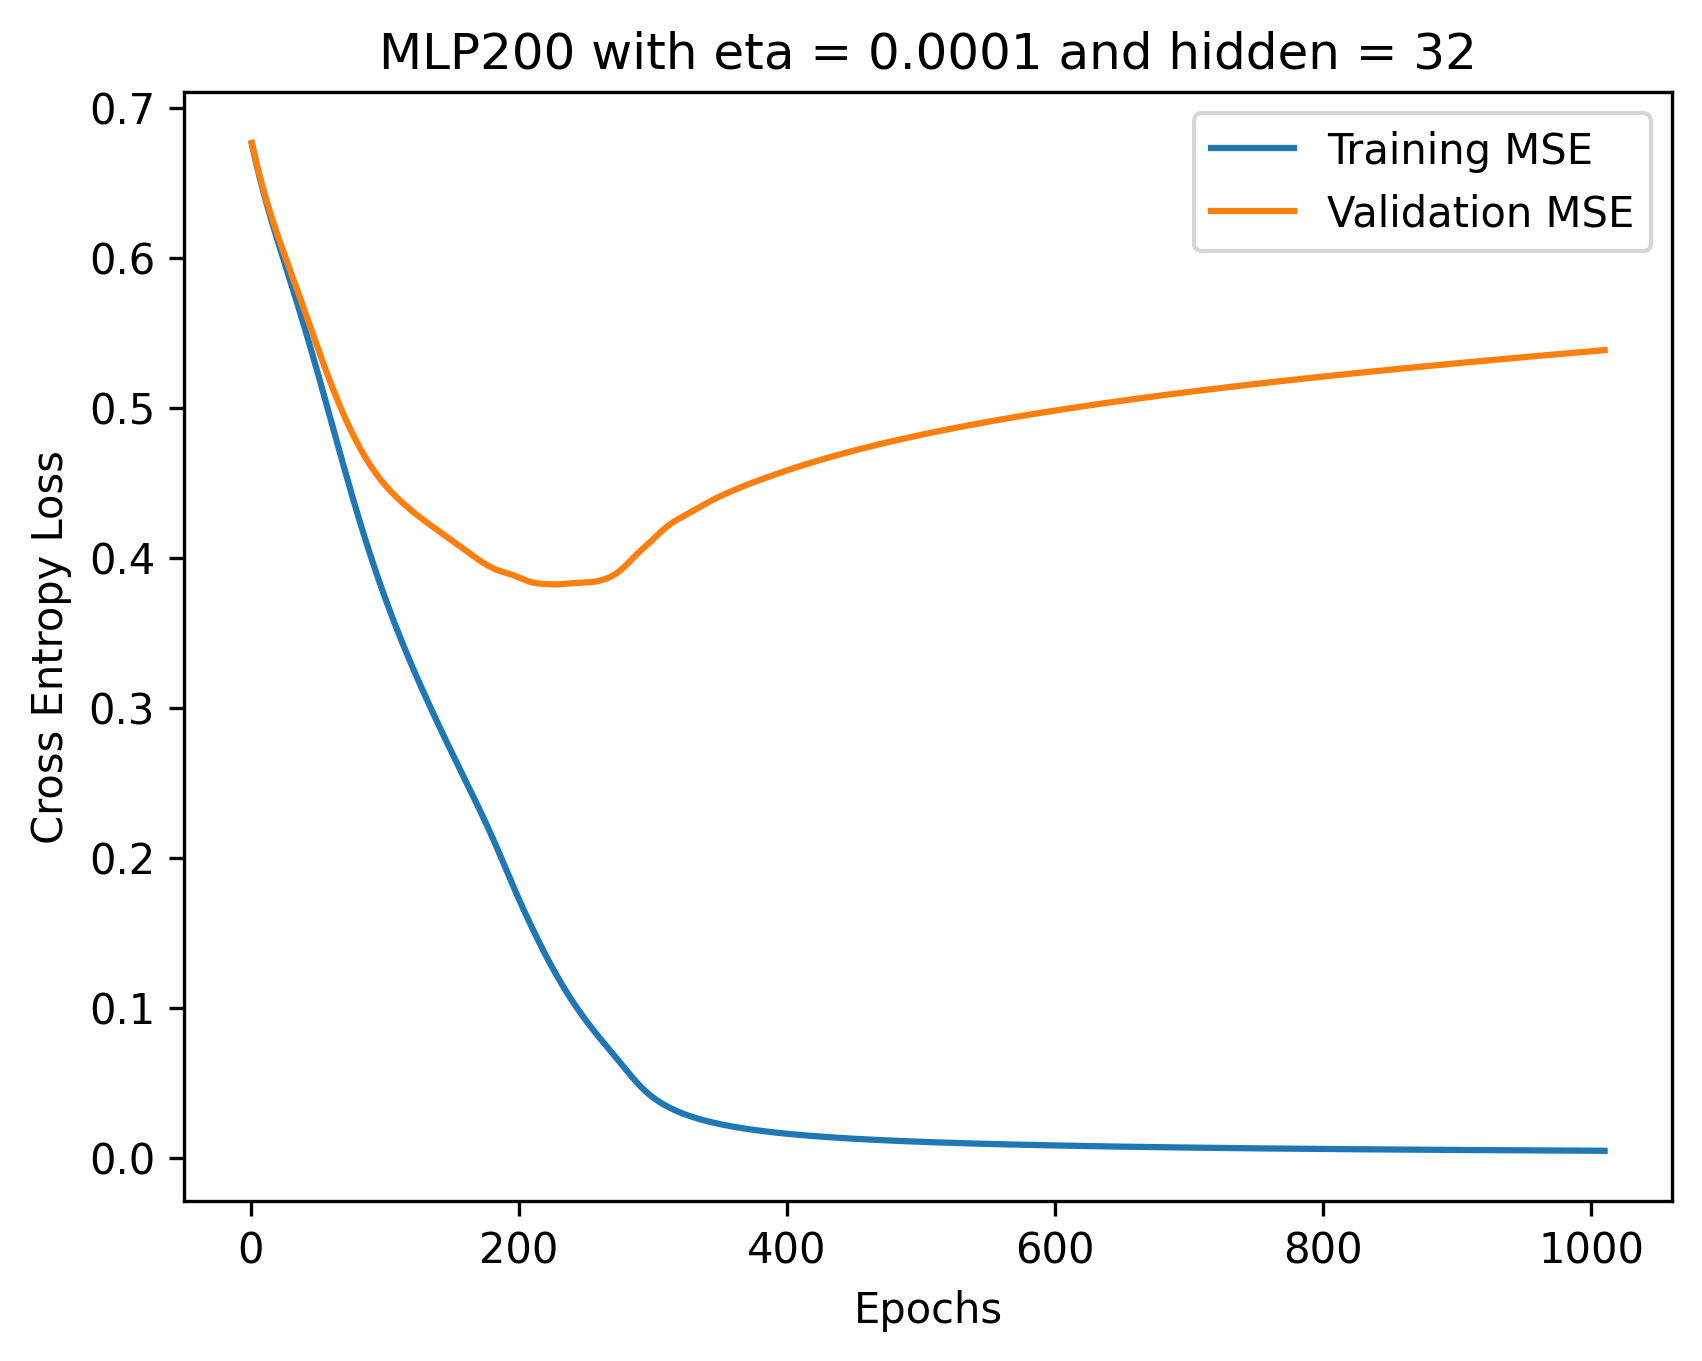 MLP200 with eta = 0.0001 and hidden = 32
Training MSE
Validation MSE
Cross Entropy Loss
0.7
0.6
0.5
0.4
0.3
0.2
0.1
0.0
0 200 400 600 800 1000
Epochs